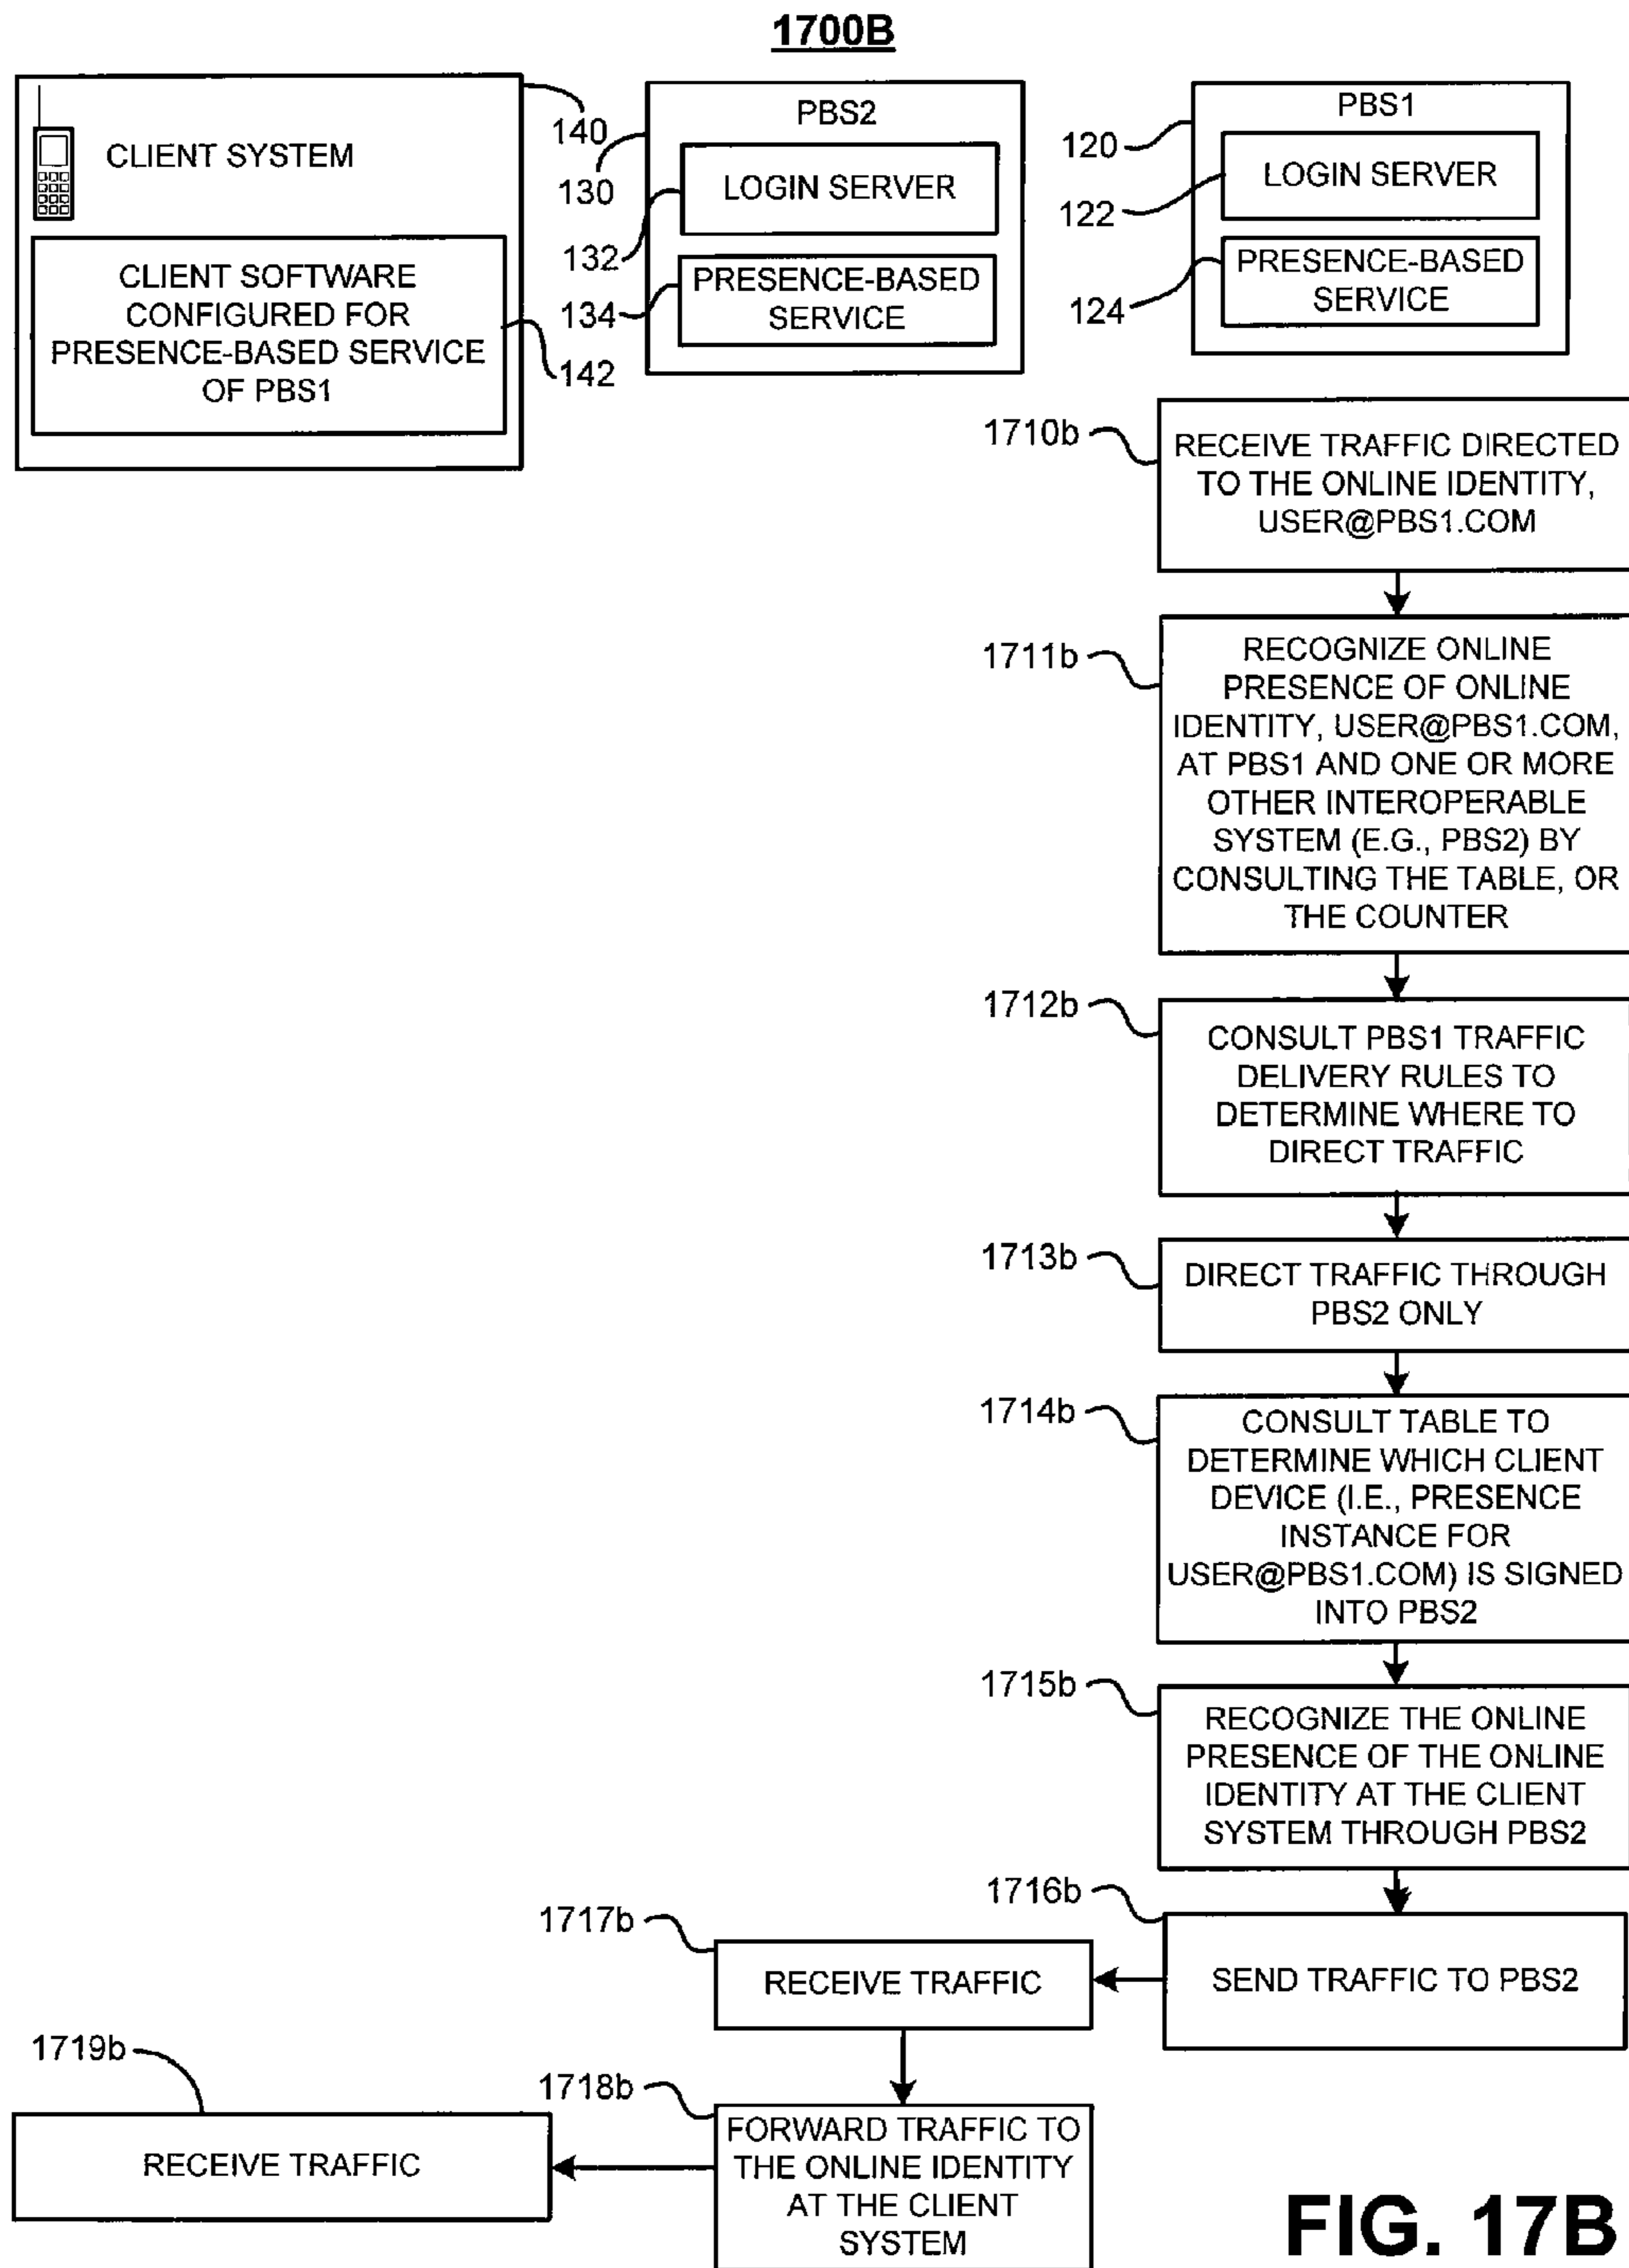 1700B
CLIENT SYSTEM
140
CLIENT SOFTWARE
CONFIGURED FOR
PRESENCE-BASED SERVICE
OF PBS1
142
PBS2
130
LOGIN SERVER
132
PRESENCE-BASED
SERVICE
134
PBS1
120
LOGIN SERVER
122
PRESENCE-BASED
SERVICE
124
1710b
RECEIVE TRAFFIC DIRECTED
TO THE ONLINE IDENTITY,
USER@PBS1.COM
1711b
RECOGNIZE ONLINE
PRESENCE OF ONLINE
IDENTITY, USER@PBS1.COM,
AT PBS1 AND ONE OR MORE
OTHER INTEROPERABLE
SYSTEM (E.G., PBS2) BY
CONSULTING THE TABLE, OR
THE COUNTER
1712b
CONSULT PBS1 TRAFFIC
DELIVERY RULES TO
DETERMINE WHERE TO
DIRECT TRAFFIC
1713b
DIRECT TRAFFIC THROUGH
PBS2 ONLY
1714b
CONSULT TABLE TO
DETERMINE WHICH CLIENT
DEVICE (I.E., PRESENCE
INSTANCE FOR
USER@PBS1.COM) IS SIGNED
INTO PBS2
1715b
RECOGNIZE THE ONLINE
PRESENCE OF THE ONLINE
IDENTITY AT THE CLIENT
SYSTEM THROUGH PBS2
1716b
SEND TRAFFIC TO PBS2
1717b
RECEIVE TRAFFIC
1718b
FORWARD TRAFFIC TO
THE ONLINE IDENTITY
AT THE CLIENT
SYSTEM
1719b
RECEIVE TRAFFIC
FIG. 17B